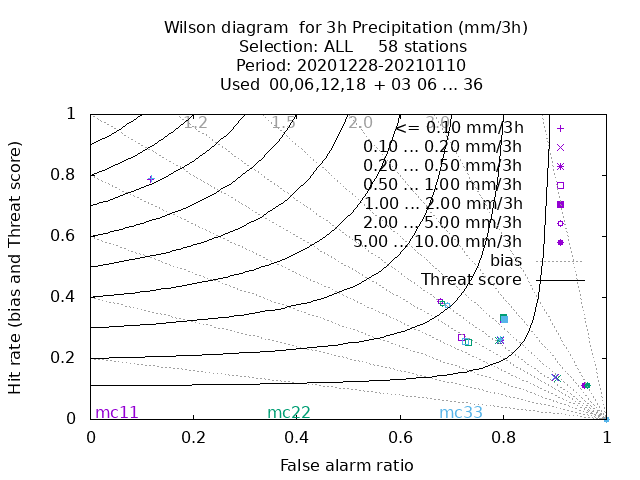 Wilson diagram  for 3h Precipitation (mm/3h)
Selection: ALL     58 stations
Period: 20201228-20210110
Used  00,06,12,18  + 03 06 ... 36
1.2 1.5 2.0 3.0
<= 0.10 mm/3h
0.10 ... 0.20 mm/3h
0.20 ... 0.50 mm/3h
0.50 ... 1.00 mm/3h
1.00 ... 2.00 mm/3h
2.00 ... 5.00 mm/3h
5.00 ... 10.00 mm/3h
bias
Threat score
1
0.8
0.6
0.4
0.2
0
Hit rate (bias and Threat score)
mc11 mc22 mc33
0 0.2 0.4 0.6 0.8 1
False alarm ratio